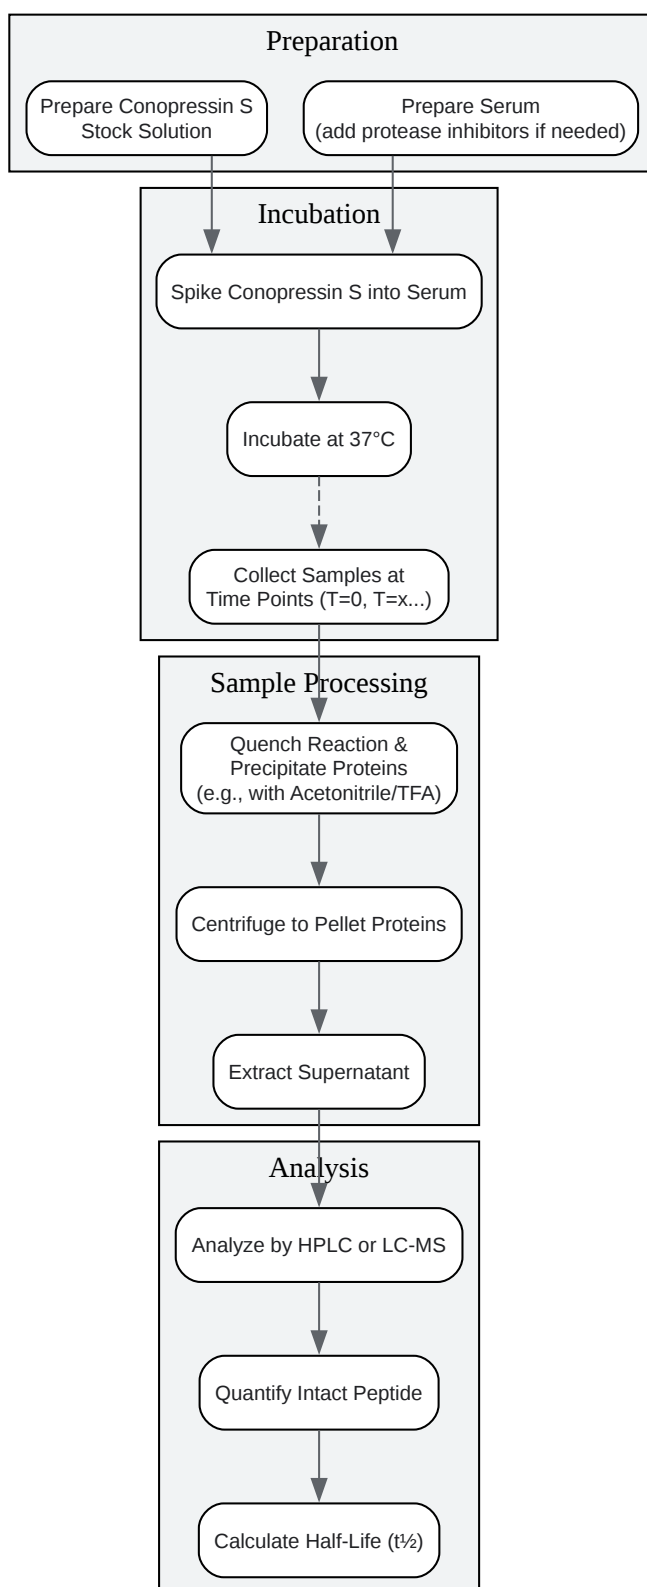 Preparation
Prepare Conopressin S
Stock Solution
Prepare Serum
(add protease inhibitors if needed)
Incubation
Spike Conopressin S into Serum
Incubate at 37°C
Collect Samples at
Time Points (T=0, T=x...)
Sample Processing
Quench Reaction &
Precipitate Proteins
(e.g., with Acetonitrile/TFA)
Centrifuge to Pellet Proteins
Extract Supernatant
Analysis
Analyze by HPLC or LC-MS
Quantify Intact Peptide
Calculate Half-Life (t½)